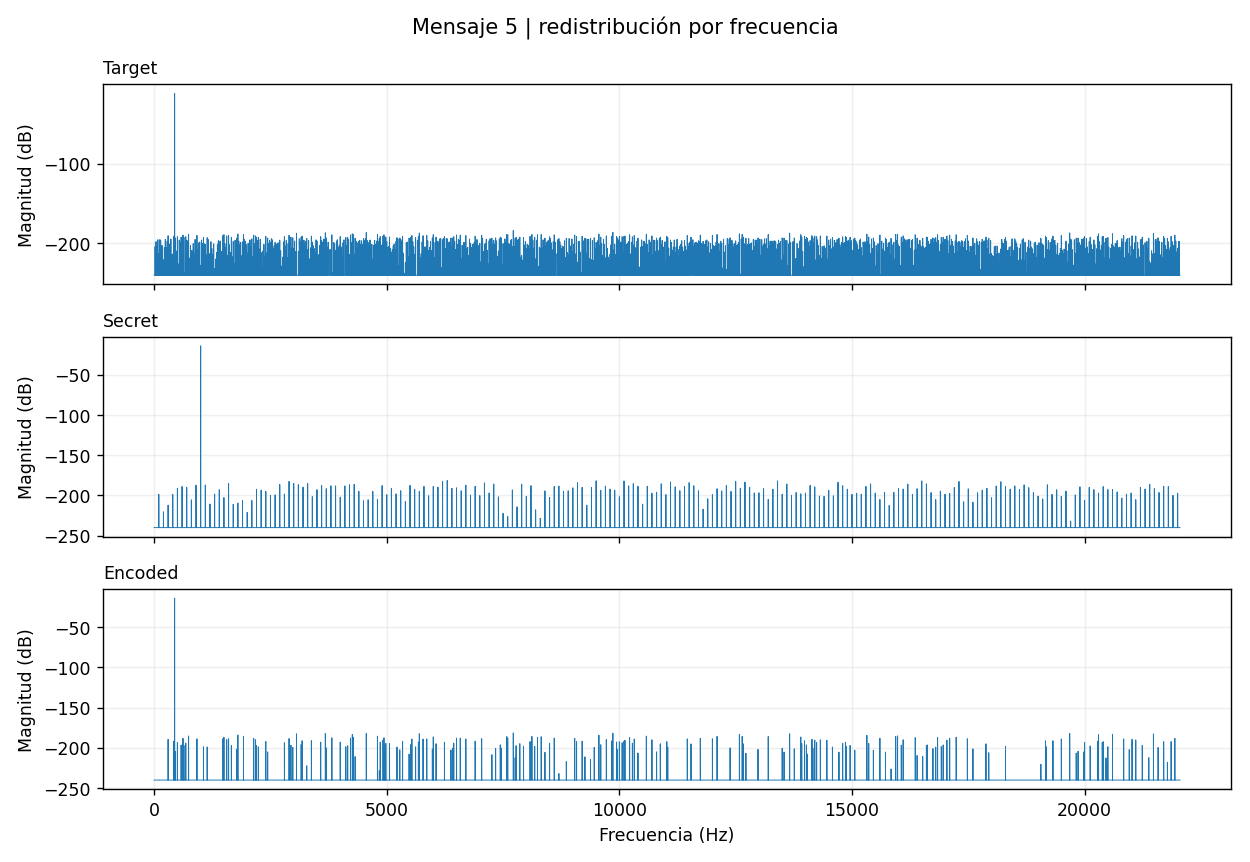 Mensaje 5 | redistribución por frecuencia
Target
Magnitud (dB)
−100
−200
Secret
Magnitud (dB)
−50
−100
−150
−200
−250
Encoded
Magnitud (dB)
−50
−100
−150
−200
−250
0 5000 10000 15000 20000
Frecuencia (Hz)